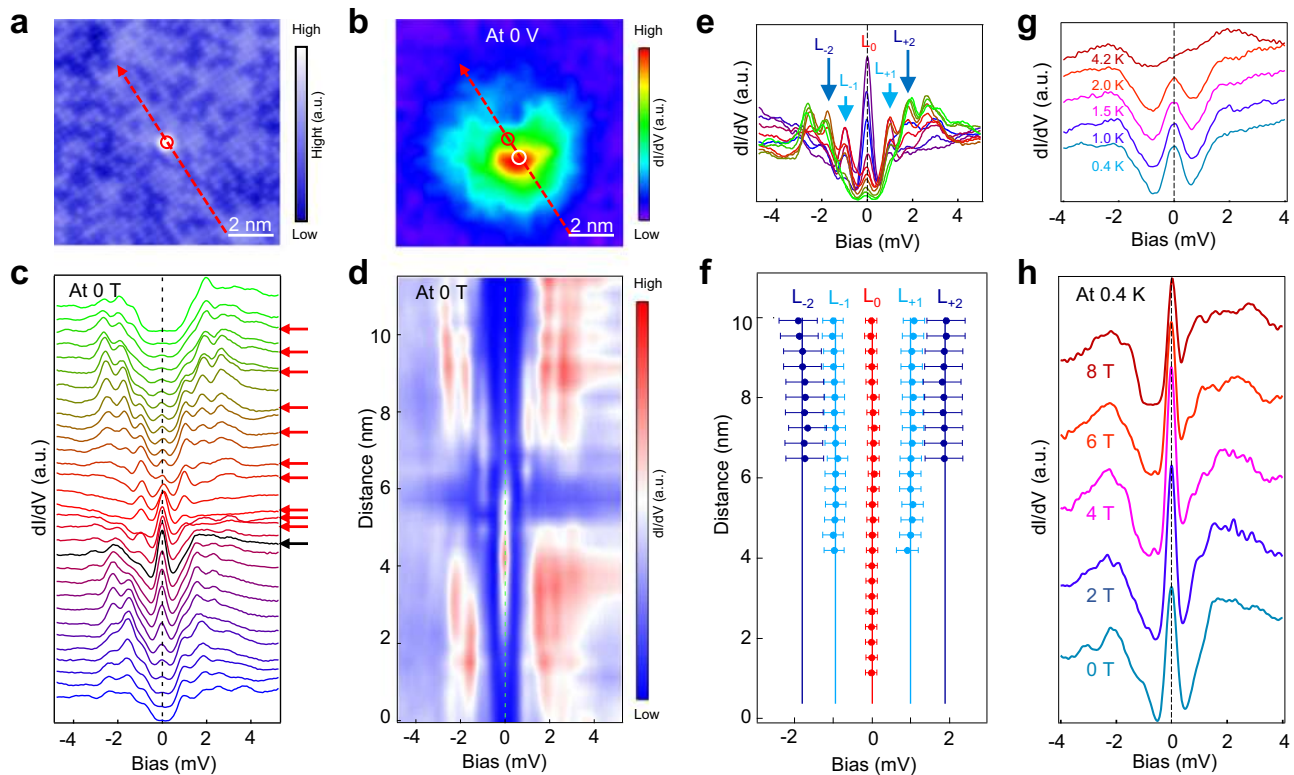 a
High
Hight (a.u.)
Low
2 nm
b
At 0 V
High
dI/dV (a.u.)
Low
2 nm
e
L-2
L-1
L0
L+1
L+2
dI/dV (a.u.)
-4 -2 0 2 4
Bias (mV)
g
4.2 K
2.0 K
1.5 K
1.0 K
0.4 K
dI/dV (a.u.)
-4 -2 0 2 4
Bias (mV)
c
At 0 T
dI/dV (a.u.)
-4 -2 0 2 4
Bias (mV)
d
At 0 T
10
8
6
4
2
0
Distance (nm)
-4 -2 0 2 4
Bias (mV)
High
dI/dV (a.u.)
Low
f
L-2 L-1 L0 L+1 L+2
10
8
6
4
2
0
Distance (nm)
-2 0 2
Bias (mV)
h
At 0.4 K
8 T
6 T
4 T
2 T
0 T
dI/dV (a.u.)
-4 -2 0 2 4
Bias (mV)